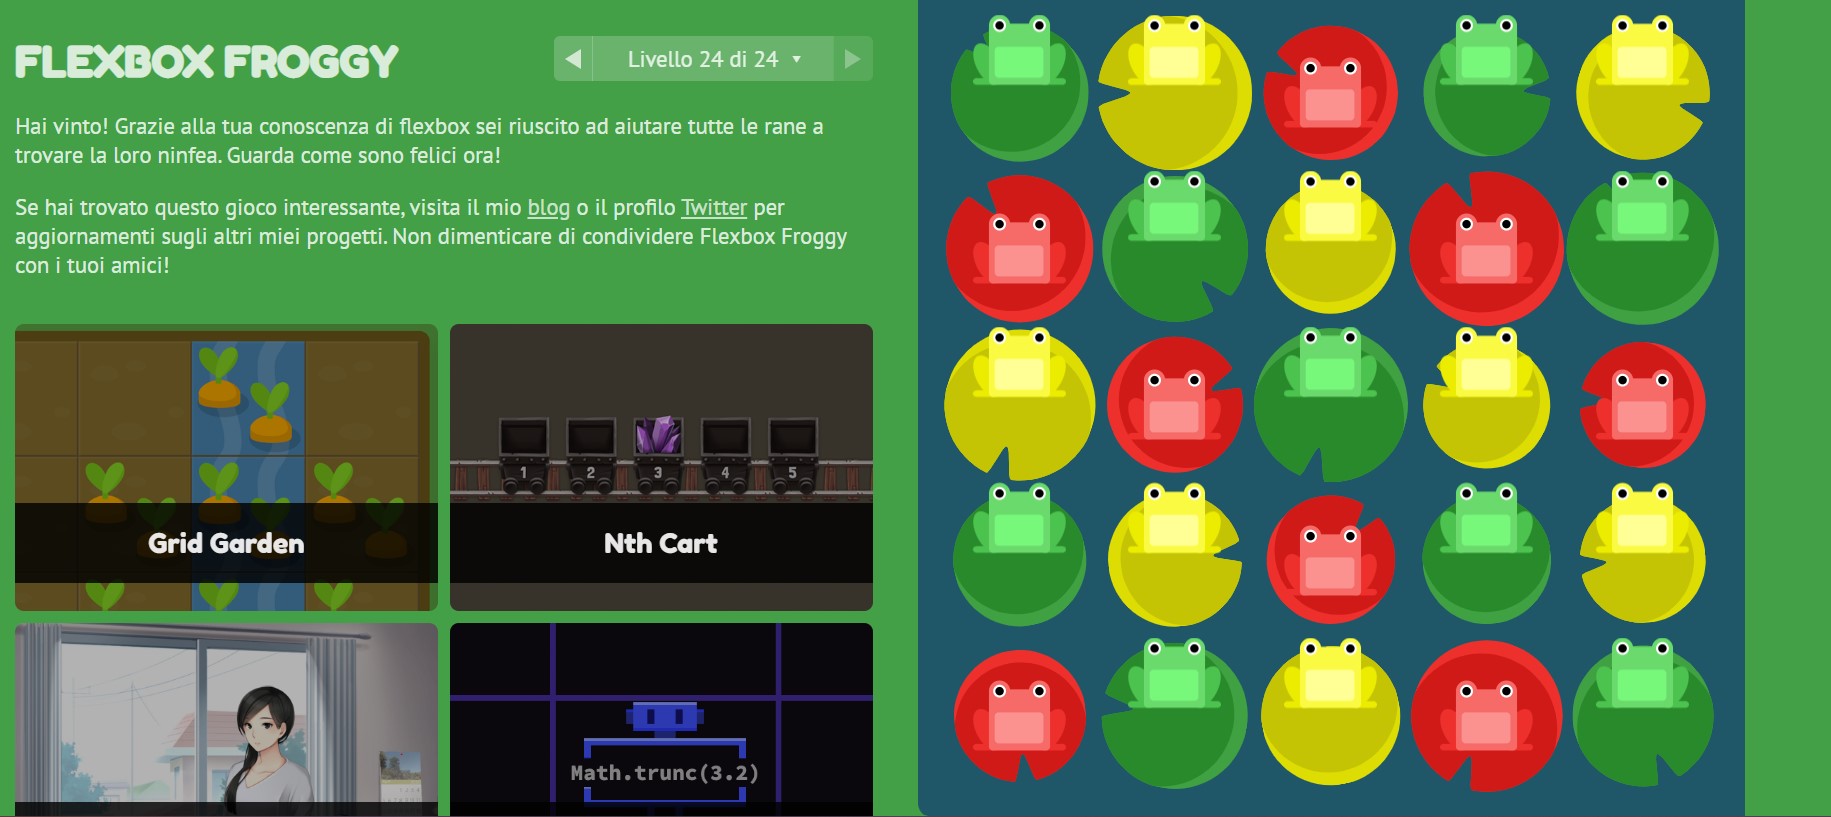 FLEXBOX FROGGY
Livello 24 di 24
Hai vinto! Grazie alla tua conoscenza di flexbox sei riuscito ad aiutare tutte le rane a
trovare la loro ninfea. Guarda come sono felici ora!
Se hai trovato questo gioco interessante, visita il mio blog o il profilo Twitter per
aggiornamenti sugli altri miei progetti. Non dimenticare di condividere Flexbox Froggy
con i tuoi amici!
1 2 3 4 5
Grid Garden
Nth Cart
Math.trunc(3.2)